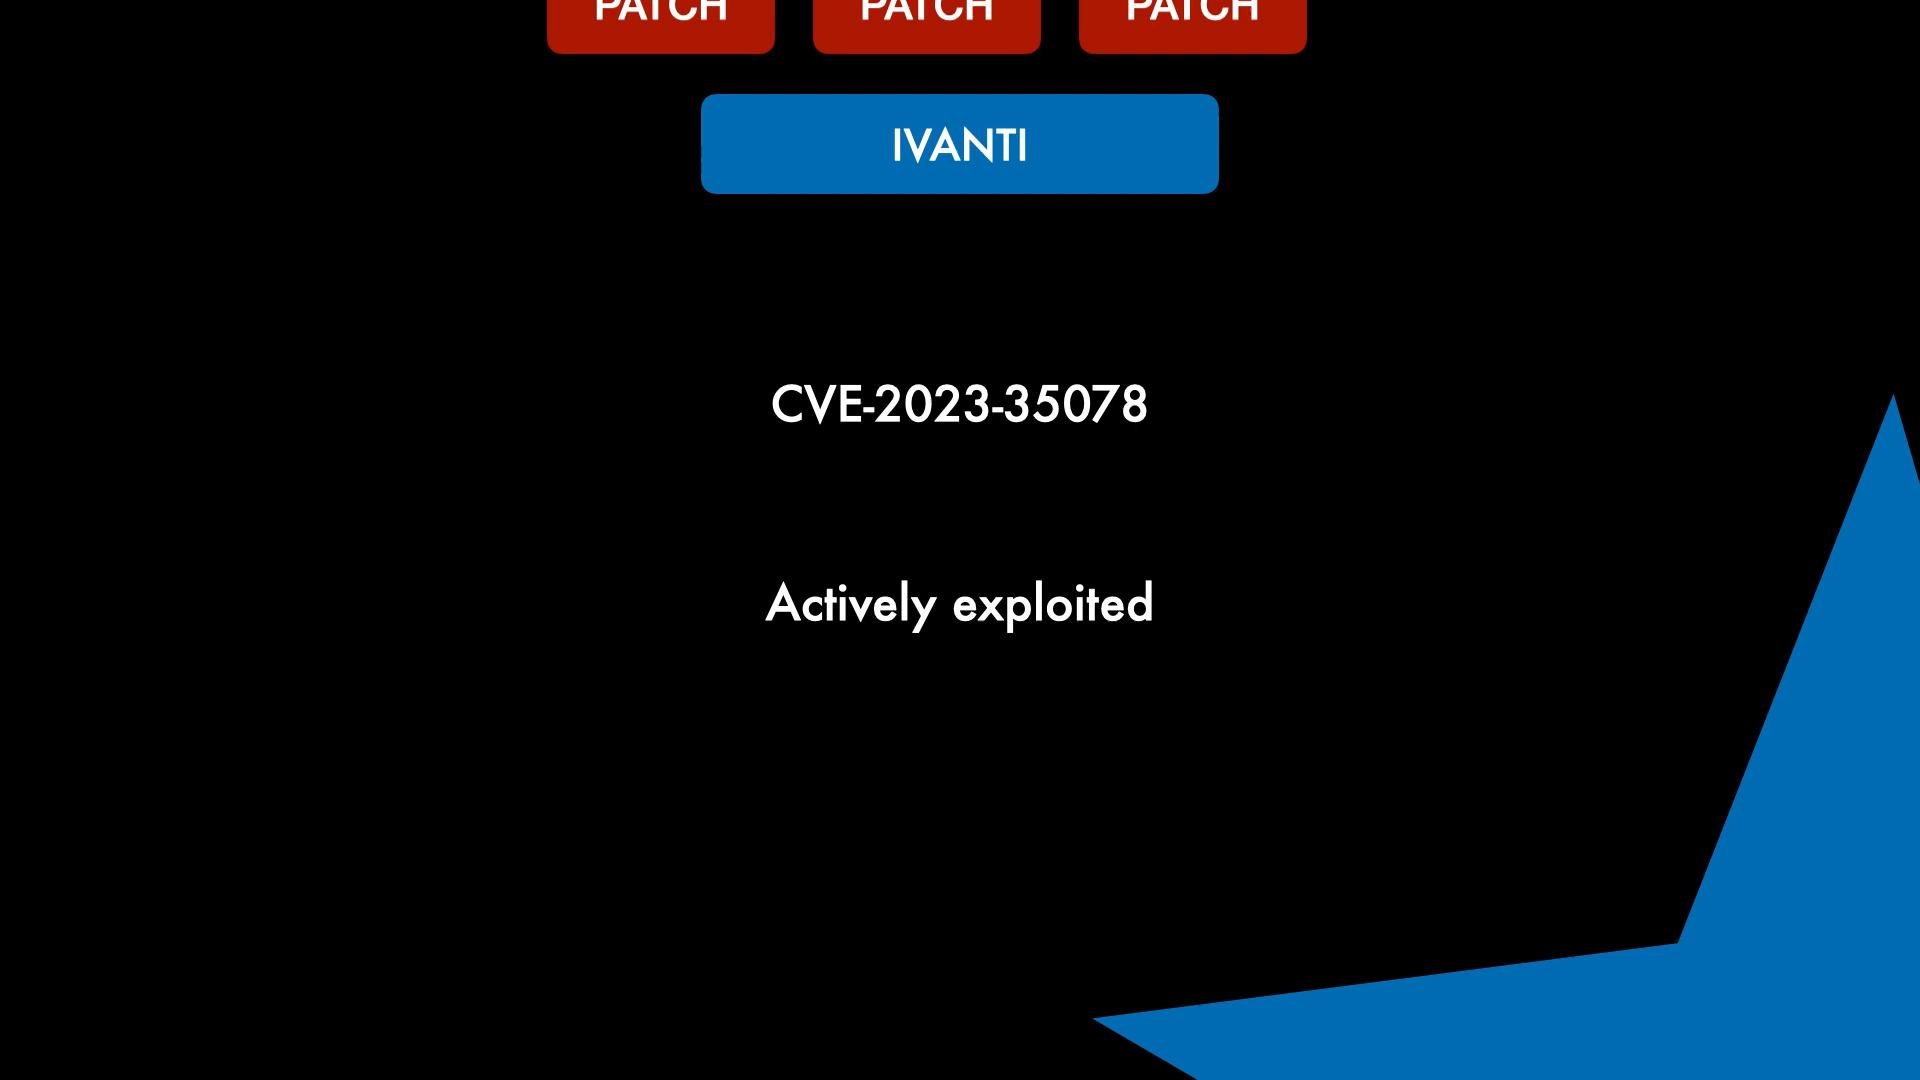 PATCH PATCH PATCH
IVANTI
CVE-2023-35078
Actively exploited